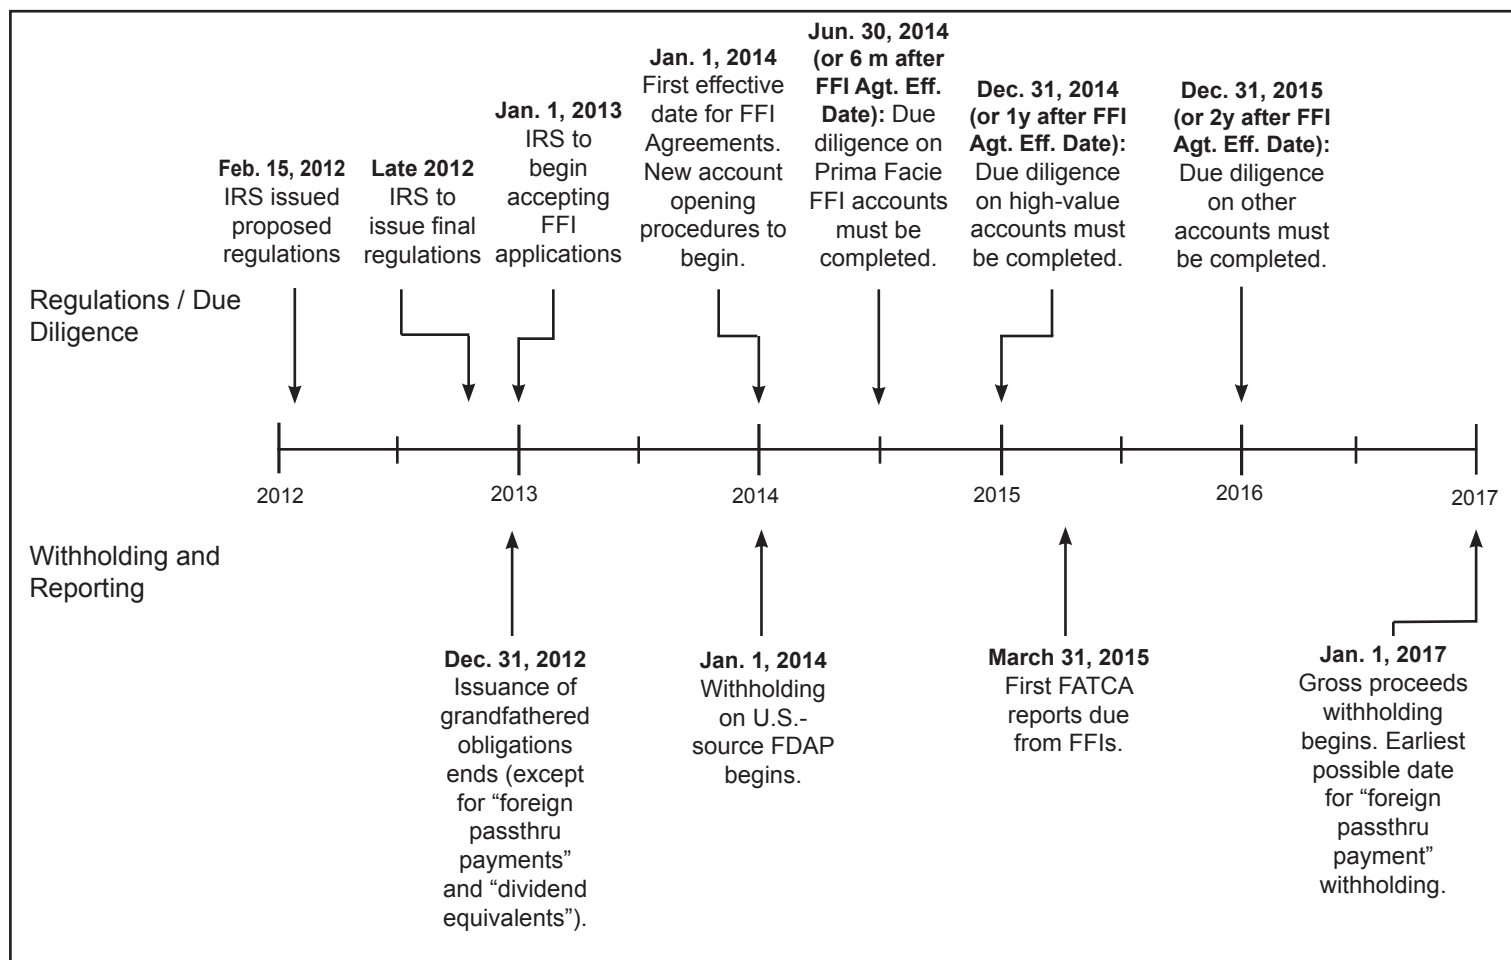 Feb. 15, 2012
IRS issued
proposed
regulations
Late 2012
IRS to
issue final
regulations
Jan. 1, 2013
IRS to
begin
accepting
FFI
applications
Jan. 1, 2014
First effective
date for FFI
Agreements.
New account
opening
procedures to
begin.
Jun. 30, 2014
(or 6 m after
FFI Agt. Eff.
Date): Due
diligence on
Prima Facie
FFI accounts
must be
completed.
Dec. 31, 2014
(or 1y after FFI
Agt. Eff. Date):
Due diligence
on high-value
accounts must
be completed.
Dec. 31, 2015
(or 2y after FFI
Agt. Eff. Date):
Due diligence
on other
accounts must
be completed.
Regulations / Due
Diligence
2012
2013
2014
2015
2016
2017
Withholding and
Reporting
Dec. 31, 2012
Issuance of
grandfathered
obligations
ends (except
for “foreign
passthru
payments”
and “dividend
equivalents”).
Jan. 1, 2014
Withholding
on U.S.-
source FDAP
begins.
March 31, 2015
First FATCA
reports due
from FFIs.
Jan. 1, 2017
Gross proceeds
withholding
begins. Earliest
possible date
for “foreign
passthru
payment”
withholding.